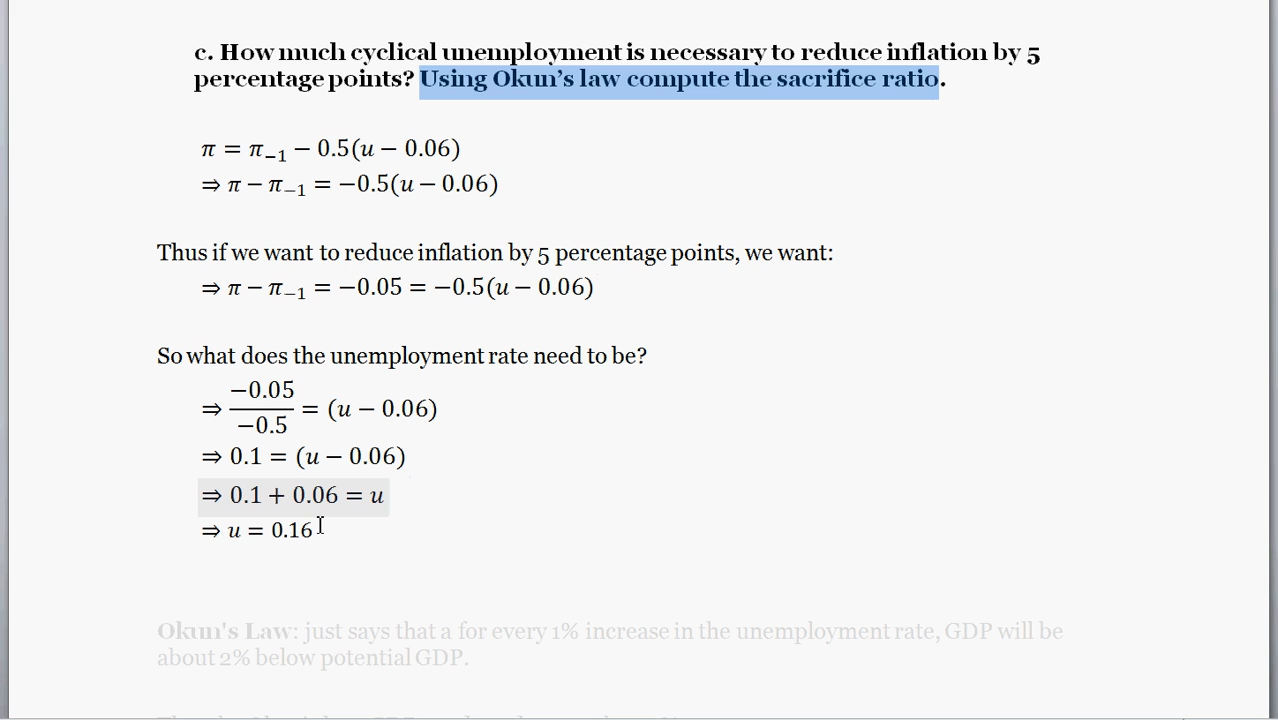 c. How much cyclical unemployment is necessary to reduce inflation by 5
percentage points? Using Okun's law compute the sacrifice ratio.
π = π₋₁ − 0.5(u − 0.06)
⇒ π − π₋₁ = −0.5(u − 0.06)
Thus if we want to reduce inflation by 5 percentage points, we want:
⇒ π − π₋₁ = −0.05 = −0.5(u − 0.06)
So what does the unemployment rate need to be?
⇒ −0.05/−0.5 = (u − 0.06)
⇒ 0.1 = (u − 0.06)
⇒ 0.1 + 0.06 = u
⇒ u = 0.16
Okun's Law: just says that a for every 1% increase in the unemployment rate, GDP will be
about 2% below potential GDP.